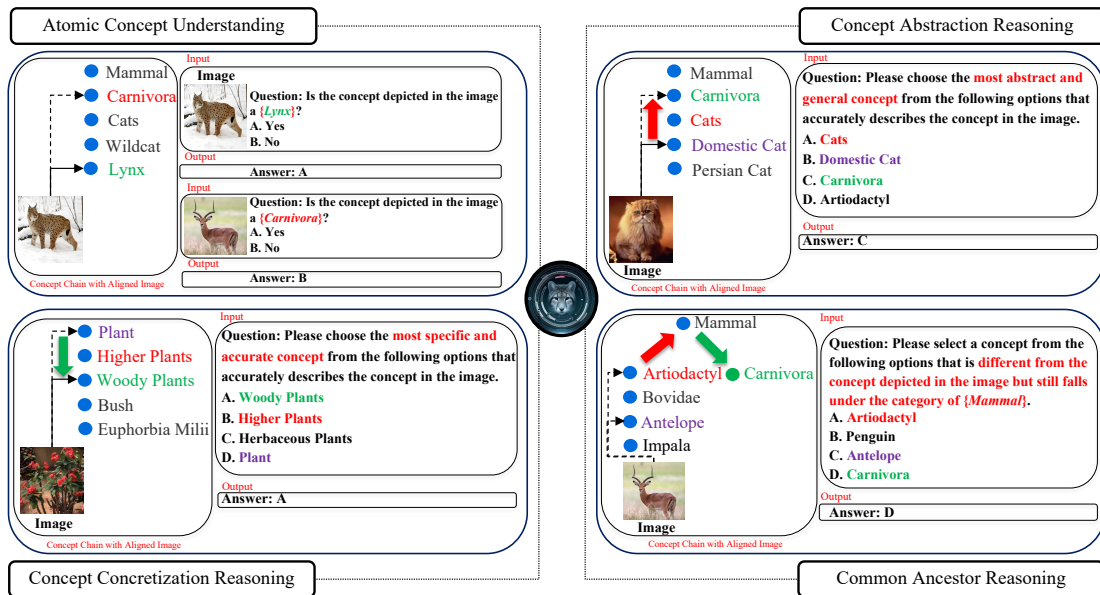 Atomic Concept Understanding
Mammal
Carnivora
Cats
Wildcat
Lynx
Concept Chain with Aligned Image
Input
Image
Question: Is the concept depicted in the image
a {Lynx}?
A. Yes
B. No
Output
Answer: A
Input
Question: Is the concept depicted in the image
a {Carnivora}?
A. Yes
B. No
Output
Answer: B
Concept Abstraction Reasoning
Mammal
Carnivora
Cats
Domestic Cat
Persian Cat
Image
Concept Chain with Aligned Image
Input
Question: Please choose the most abstract and
general concept from the following options that
accurately describes the concept in the image.
A. Cats
B. Domestic Cat
C. Carnivora
D. Artiodactyl
Output
Answer: C
Plant
Higher Plants
Woody Plants
Bush
Euphorbia Milii
Image
Concept Chain with Aligned Image
Input
Question: Please choose the most specific and
accurate concept from the following options that
accurately describes the concept in the image.
A. Woody Plants
B. Higher Plants
C. Herbaceous Plants
D. Plant
Output
Answer: A
Concept Concretization Reasoning
Mammal
Artiodactyl
Carnivora
Bovidae
Antelope
Impala
Image
Concept Chain with Aligned Image
Input
Question: Please select a concept from the
following options that is different from the
concept depicted in the image but still falls
under the category of {Mammal}.
A. Artiodactyl
B. Penguin
C. Antelope
D. Carnivora
Output
Answer: D
Common Ancestor Reasoning